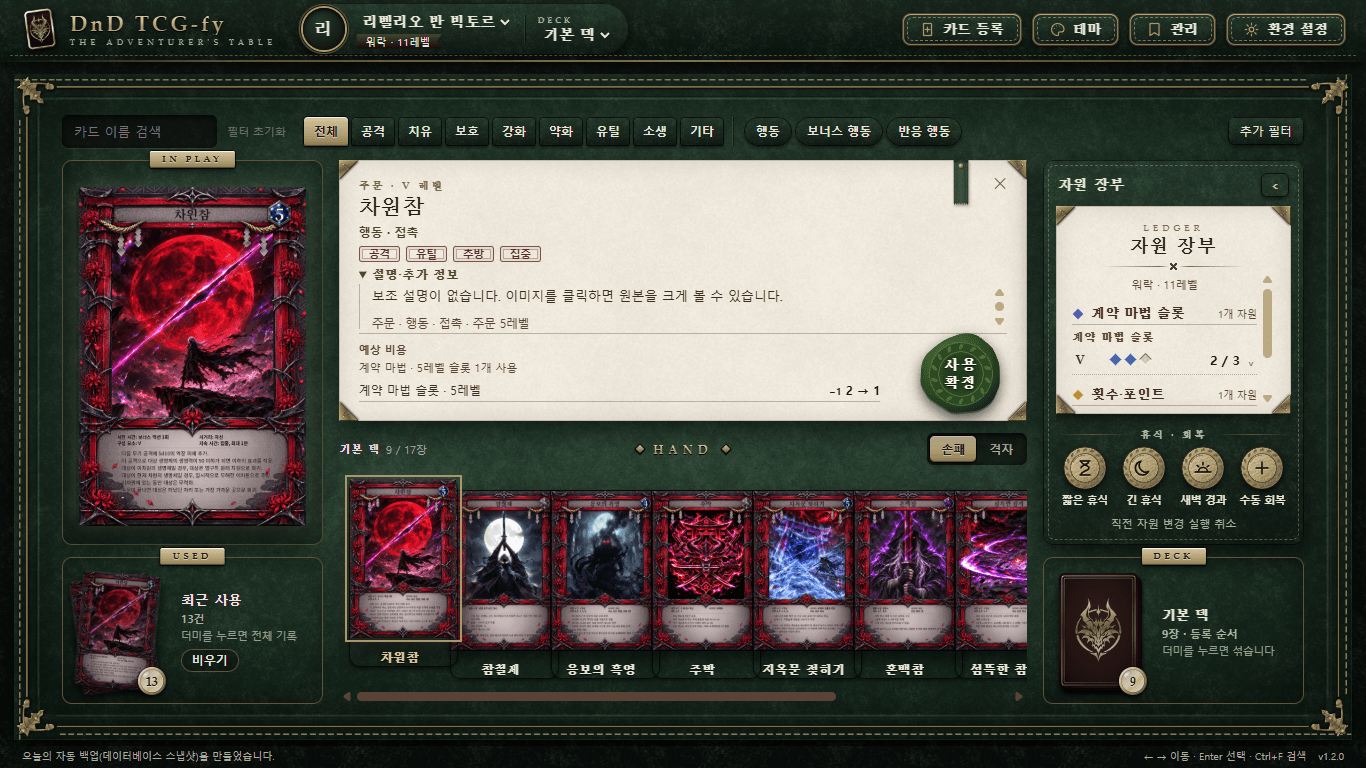 DnD TCG-fy
THE ADVENTURER'S TABLE
리
리벨리오 반 빅토르
워락 · 11레벨
DECK
기본 덱
카드 등록
테마
관리
환경 설정
카드 이름 검색
필터 초기화
전체
공격
치유
보호
강화
약화
유틸
소생
기타
행동
보너스 행동
반응 행동
추가 필터
IN PLAY
차원참
5
주문 · V 레벨
차원참
행동 · 접촉
공격
유틸
추방
집중
▼ 설명·추가 정보
보조 설명이 없습니다. 이미지를 클릭하면 원본을 크게 볼 수 있습니다.
주문 · 행동 · 접촉 · 주문 5레벨
예상 비용
계약 마법 · 5레벨 슬롯 1개 사용
계약 마법 슬롯 · 5레벨
−1 2 → 1
사용
확정
자원 장부
<
LEDGER
자원 장부
워락 · 11레벨
계약 마법 슬롯
1개 자원
계약 마법 슬롯
V
2 / 3
횟수·포인트
1개 자원
휴식 · 회복
짧은 휴식
긴 휴식
새벽 경과
수동 회복
직전 자원 변경 실행 취소
기본 덱 9 / 17장
HAND
손패
격자
차원참
참철제
응보의 흑영
주박
지옥문 젖히기
혼백참
섬뜩한 참
USED
최근 사용
13건
더미를 누르면 전체 기록
비우기
13
DECK
기본 덱
9장 · 등록 순서
더미를 누르면 섞습니다
9
오늘의 자동 백업(데이터베이스 스냅샷)을 만들었습니다.
← → 이동 · Enter 선택 · Ctrl+F 검색
v1.2.0